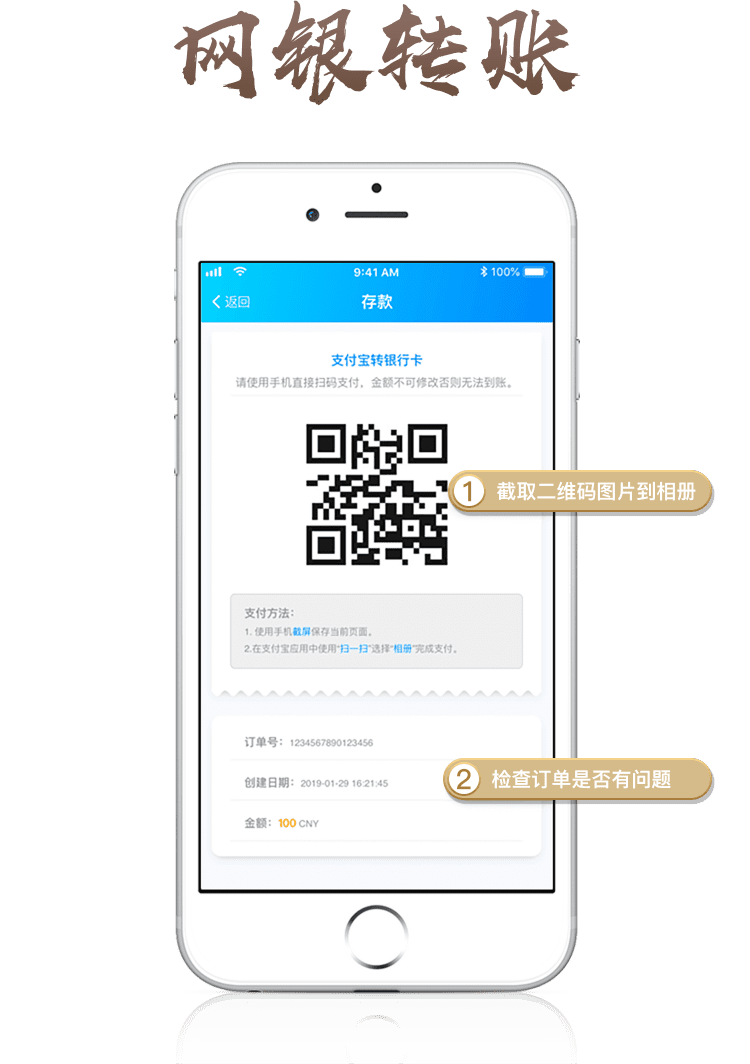 网银转账
9:41 AM
100%
返回
存款
支付宝转银行卡
请使用手机直接扫码支付，金额不可修改否则无法到账。
1 截取二维码图片到相册
支付方法：
1. 使用手机截屏保存当前页面。
2.在支付宝应用中使用“扫一扫”选择“相册”完成支付。
订单号：1234567890123456
创建日期：2019-01-29 16:21:45
2 检查订单是否有问题
金额：100 CNY